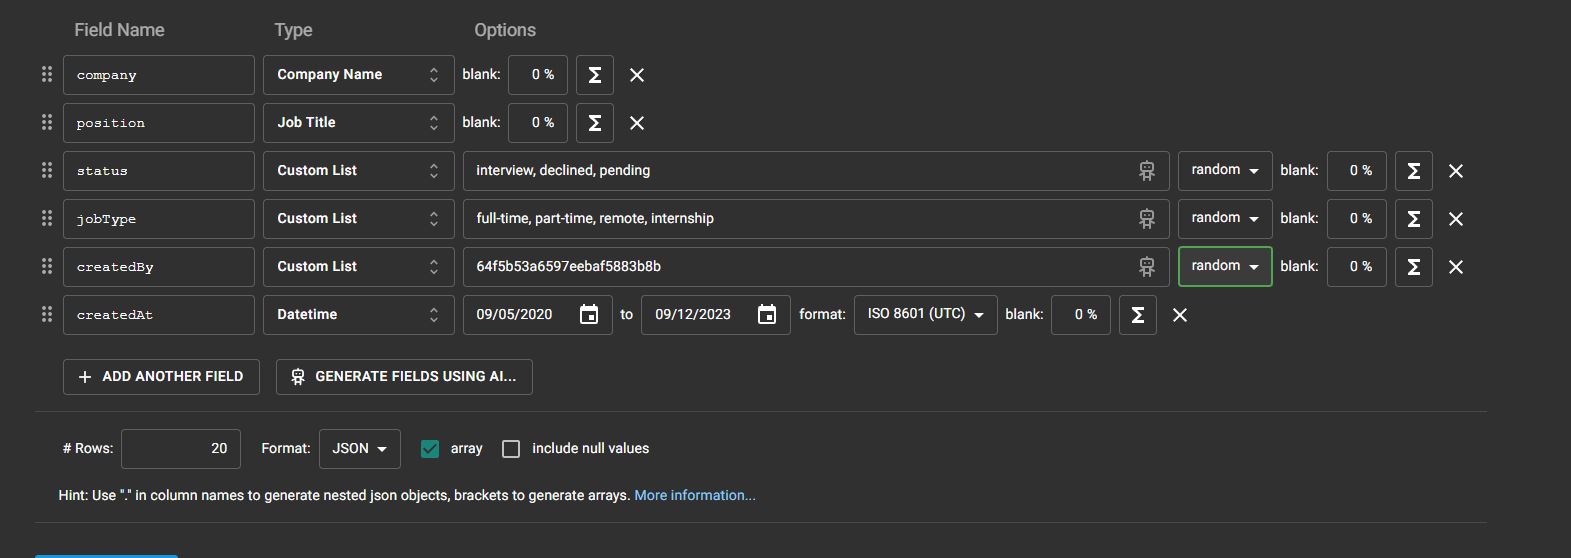 Field Name Type Options
company Company Name blank: 0 %
position Job Title blank: 0 %
status Custom List interview, declined, pending random blank: 0 %
jobType Custom List full-time, part-time, remote, internship random blank: 0 %
createdBy Custom List 64f5b53a6597eebaf5883b8b random blank: 0 %
createdAt Datetime 09/05/2020 to 09/12/2023 format: ISO 8601 (UTC) blank: 0 %
ADD ANOTHER FIELD GENERATE FIELDS USING AI...
# Rows: 20 Format: JSON array include null values
Hint: Use "." in column names to generate nested json objects, brackets to generate arrays. More information...